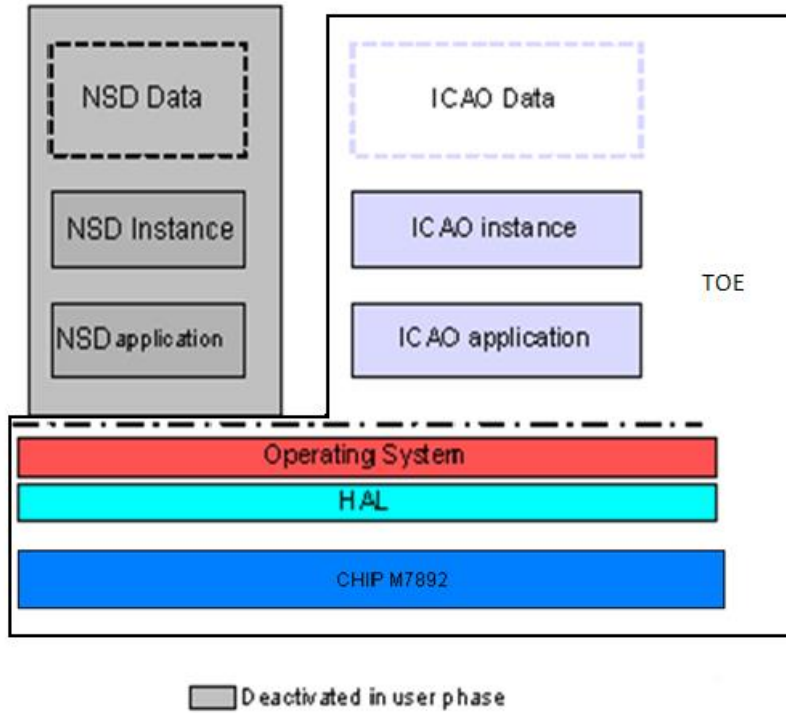 NSD Data
ICAO Data
NSD Instance
ICAO instance
TOE
NSD application
ICAO application
Operating System
HAL
CHIP M7892
Deactivated in user phase